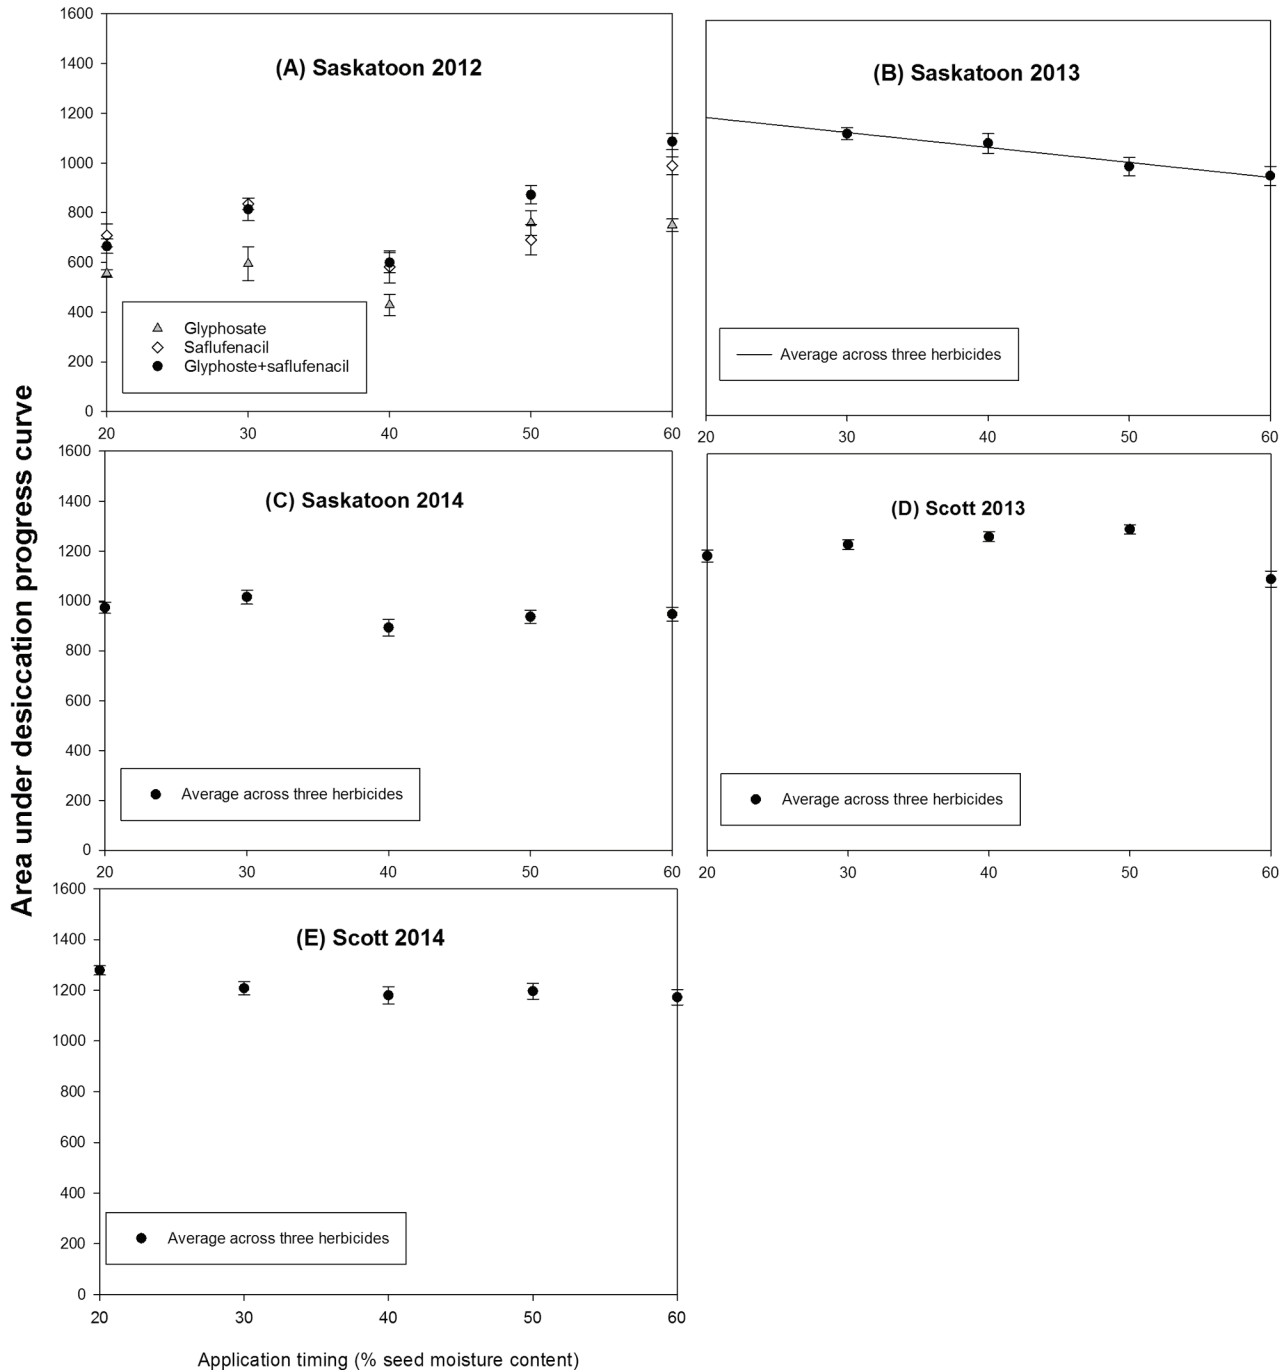 Area under desiccation progress curve
(A) Saskatoon 2012
1600
1400
1200
1000
800
600
400
200
0
Glyphosate
Saflufenacil
Glyphoste+saflufenacil
20 30 40 50 60
(B) Saskatoon 2013
Average across three herbicides
20 30 40 50 60
(C) Saskatoon 2014
1600
1400
1200
1000
800
600
400
200
0
Average across three herbicides
20 30 40 50 60
(D) Scott 2013
Average across three herbicides
20 30 40 50 60
(E) Scott 2014
1600
1400
1200
1000
800
600
400
200
0
Average across three herbicides
20 30 40 50 60
Application timing (% seed moisture content)